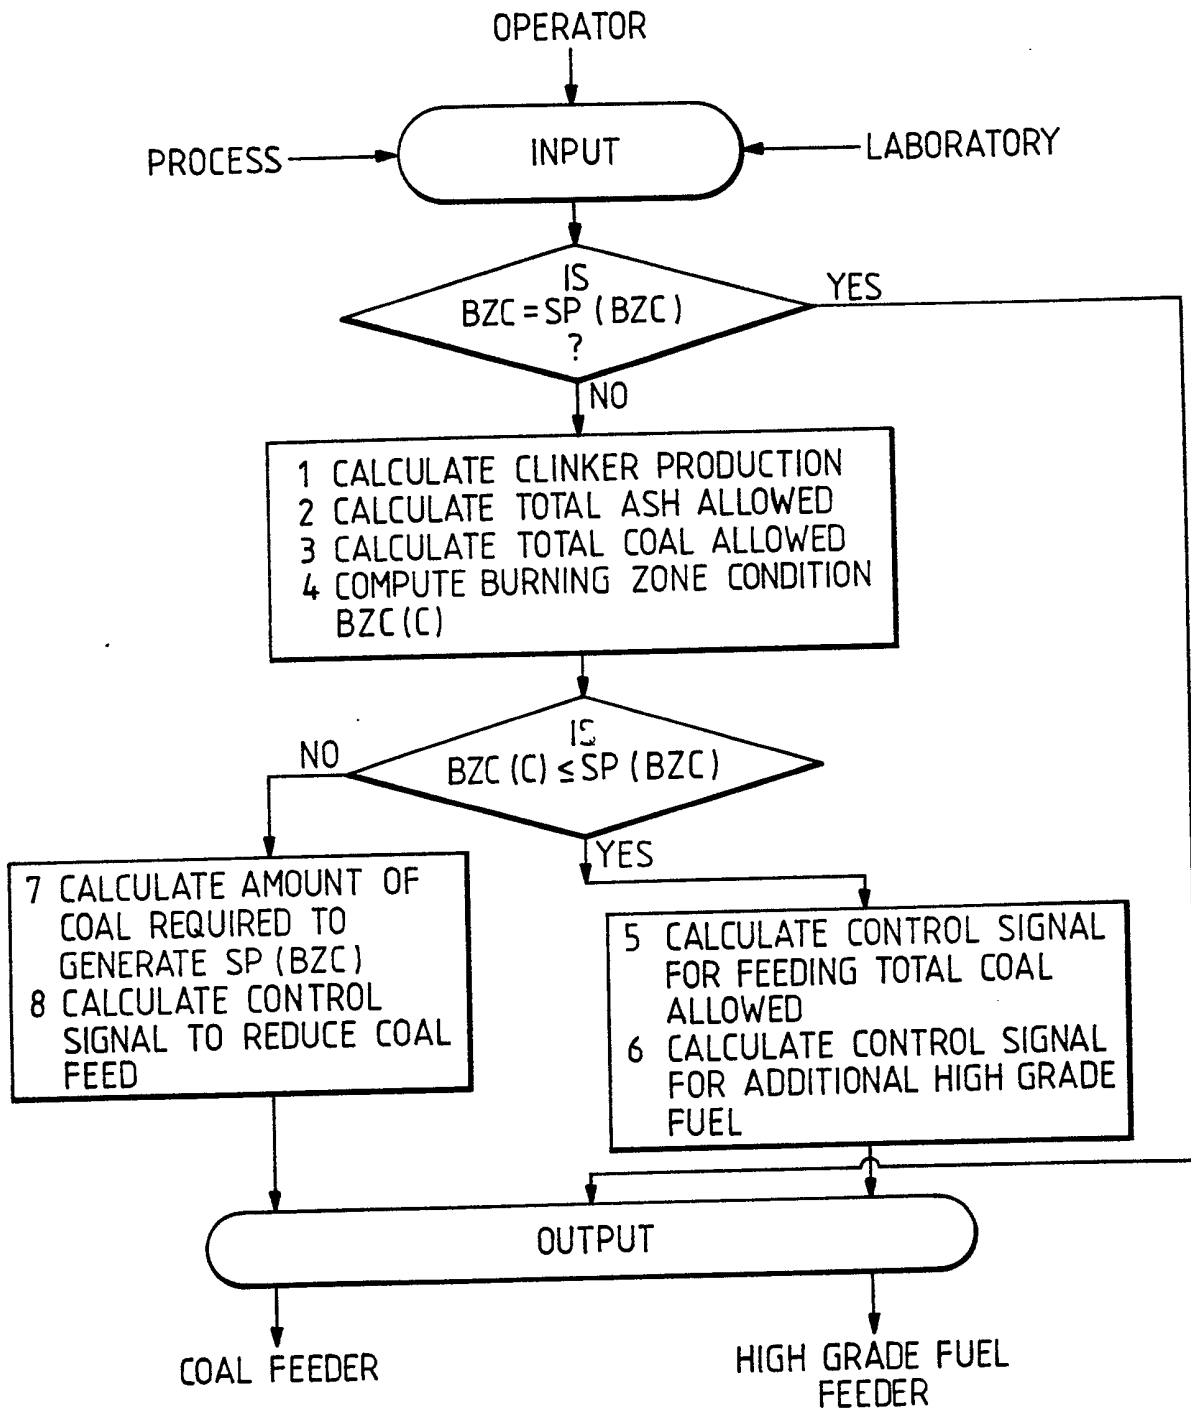 OPERATOR
PROCESS
INPUT
LABORATORY
IS
BZC = SP (BZC)
?
YES
NO
1 CALCULATE CLINKER PRODUCTION
2 CALCULATE TOTAL ASH ALLOWED
3 CALCULATE TOTAL COAL ALLOWED
4 COMPUTE BURNING ZONE CONDITION
BZC (C)
IS
BZC (C) ≤ SP (BZC)
NO
YES
7 CALCULATE AMOUNT OF
COAL REQUIRED TO
GENERATE SP (BZC)
8 CALCULATE CONTROL
SIGNAL TO REDUCE COAL
FEED
5 CALCULATE CONTROL SIGNAL
FOR FEEDING TOTAL COAL
ALLOWED
6 CALCULATE CONTROL SIGNAL
FOR ADDITIONAL HIGH GRADE
FUEL
OUTPUT
COAL FEEDER
HIGH GRADE FUEL
FEEDER